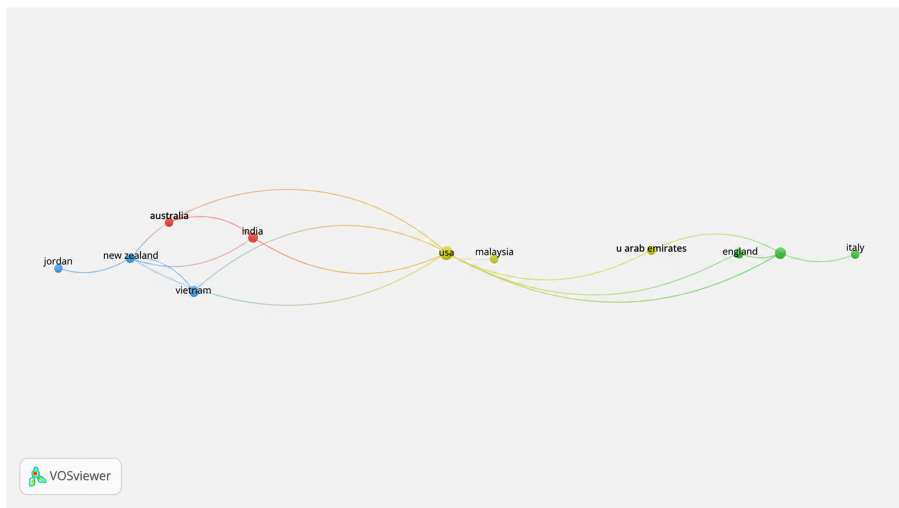 australia
india
new zealand
jordan
vietnam
usa
malaysia
u arab emirates
england
italy
VOSviewer